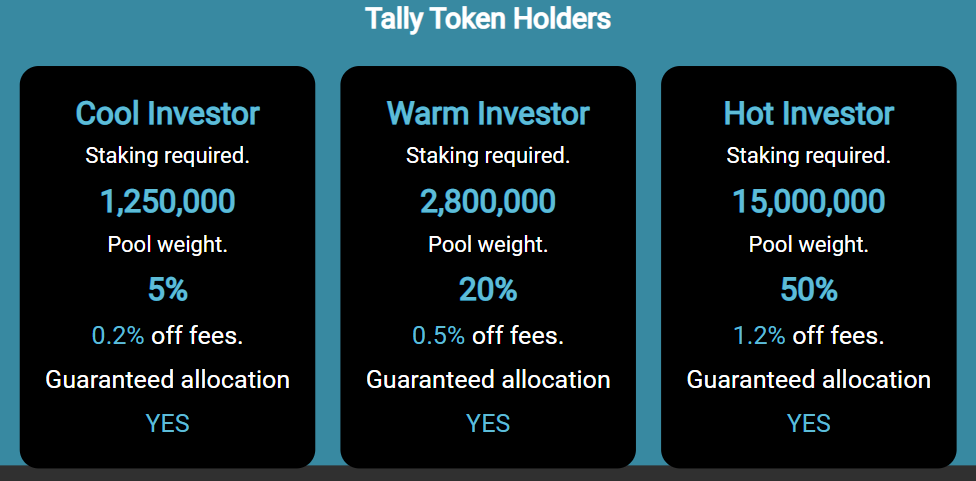 Tally Token Holders
Cool Investor
Staking required.
1,250,000
Pool weight.
5%
0.2% off fees.
Guaranteed allocation
YES
Warm Investor
Staking required.
2,800,000
Pool weight.
20%
0.5% off fees.
Guaranteed allocation
YES
Hot Investor
Staking required.
15,000,000
Pool weight.
50%
1.2% off fees.
Guaranteed allocation
YES